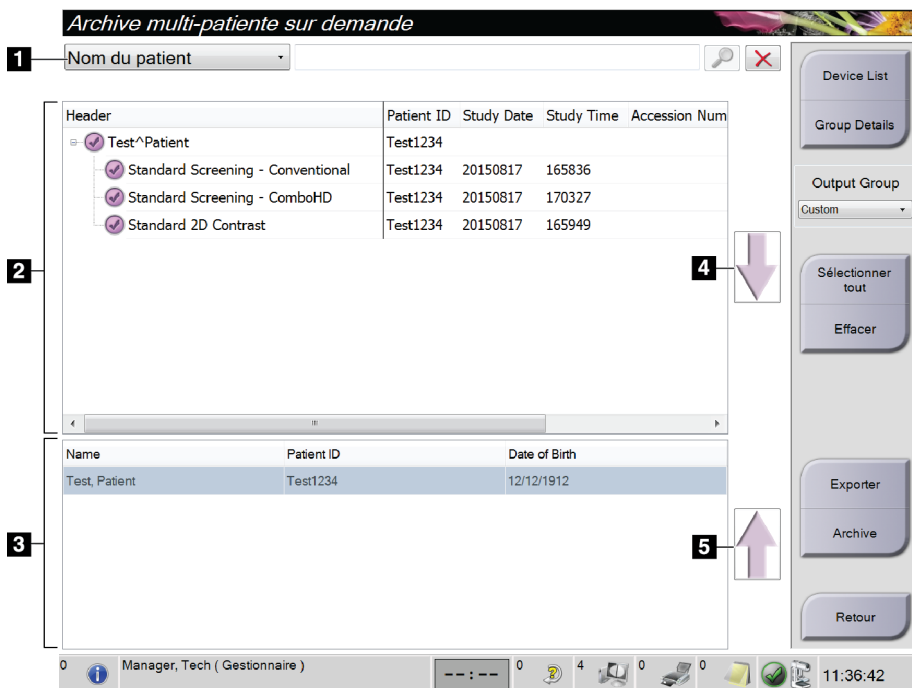 Archive multi-patiente sur demande
1
Nom du patient
Device List
Group Details
Output Group
Custom
Sélectionner tout
Effacer
Exporter
Archive
Retour
2
Header Patient ID Study Date Study Time Accession Num
Test^Patient Test1234
Standard Screening - Conventional Test1234 20150817 165836
Standard Screening - ComboHD Test1234 20150817 170327
Standard 2D Contrast Test1234 20150817 165949
4
3
Name Patient ID Date of Birth
Test, Patient Test1234 12/12/1912
5
0 Manager, Tech ( Gestionnaire ) --:-- 0 4 0 0 11:36:42